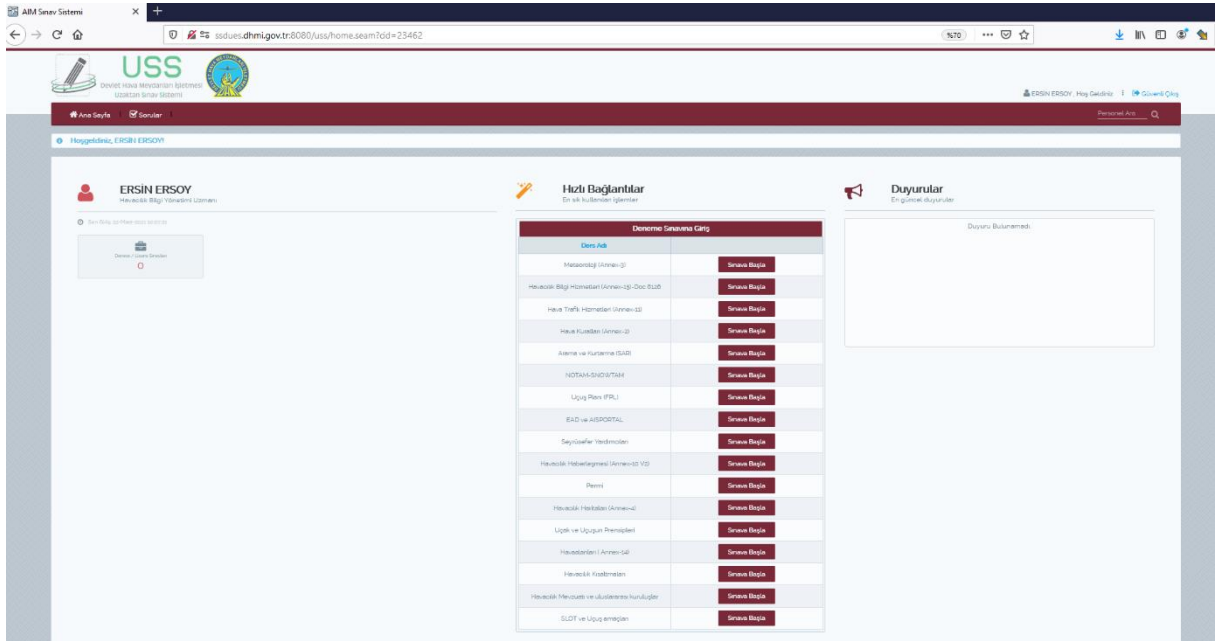 AIM Sınav Sistemi
ssdues.dhmi.gov.tr:8080/uss/home.seam?cid=23462
%70
USS
Devlet Hava Meydanları İşletmesi
Uzaktan Sınav Sistemi
ERSİN ERSOY, Hoş Geldiniz
Güvenli Çıkış
Ana Sayfa
Sorular
Personel Ara
Hoşgeldiniz, ERSİN ERSOY!
ERSİN ERSOY
Havacılık Bilgi Yönetimi Uzmanı
0
Hızlı Bağlantılar
En sık kullanılan işlemler
Duyurular
En güncel duyurular
Duyuru Bulunamadı.
Deneme Sınavına Giriş
Ders Adı
Meteoroloji (Annex-3) Sınava Başla
Havacılık Bilgi Hizmetleri (Annex-15)-Doc 8126 Sınava Başla
Hava Trafik Hizmetleri (Annex-11) Sınava Başla
Hava Kuralları (Annex-2) Sınava Başla
Arama ve Kurtarma (SAR) Sınava Başla
NOTAM-SNOWTAM Sınava Başla
Uçuş Planı (FPL) Sınava Başla
EAD ve AISPORTAL Sınava Başla
Seyrüsefer Yardımcıları Sınava Başla
Havacılık Haberleşmesi (Annex-10 V2) Sınava Başla
Permi Sınava Başla
Havacılık Haritaları (Annex-4) Sınava Başla
Uçak ve Uçuşun Prensipleri Sınava Başla
Havaalanları (Annex-14) Sınava Başla
Havacılık Kısaltmaları Sınava Başla
Havacılık Mevzuatı ve uluslararası kuruluşlar Sınava Başla
SLOT ve Uçuş amaçları Sınava Başla